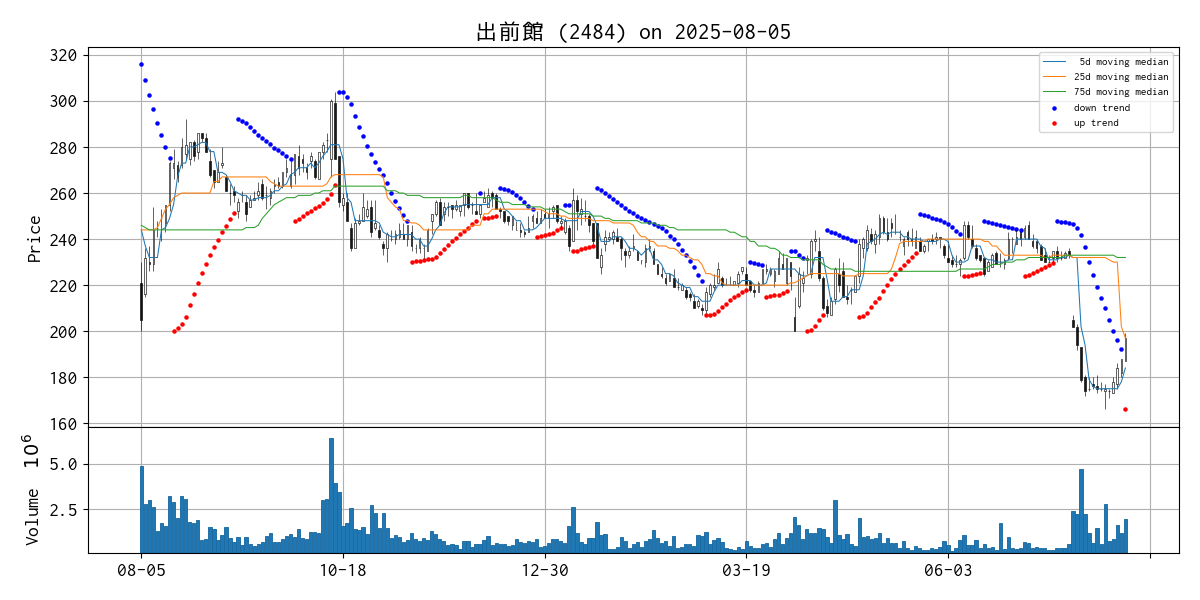 出前館 (2484) on 2025-08-05
320
300
280
260
240
220
200
180
160
Price
5d moving median
25d moving median
75d moving median
down trend
up trend
Volume 10^6
5.0
2.5
08-05
10-18
12-30
03-19
06-03